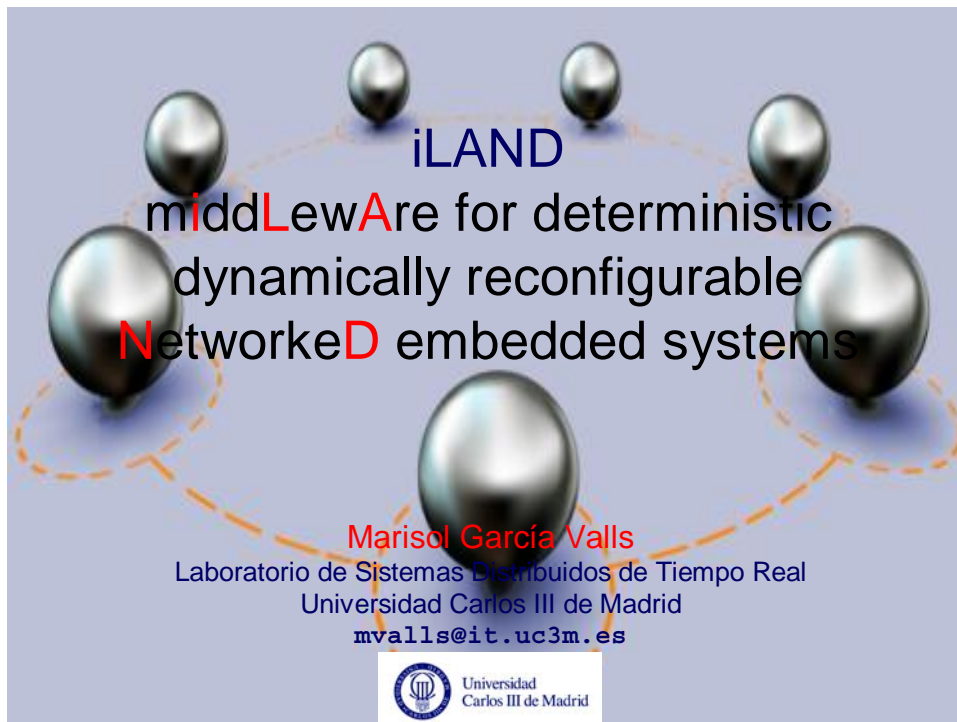 iLAND
middLewAre for deterministic
dynamically reconfigurable
NetworkeD embedded systems
Marisol García Valls
Laboratorio de Sistemas Distribuidos de Tiempo Real
Universidad Carlos III de Madrid
mvalls@it.uc3m.es
Universidad
Carlos III de Madrid